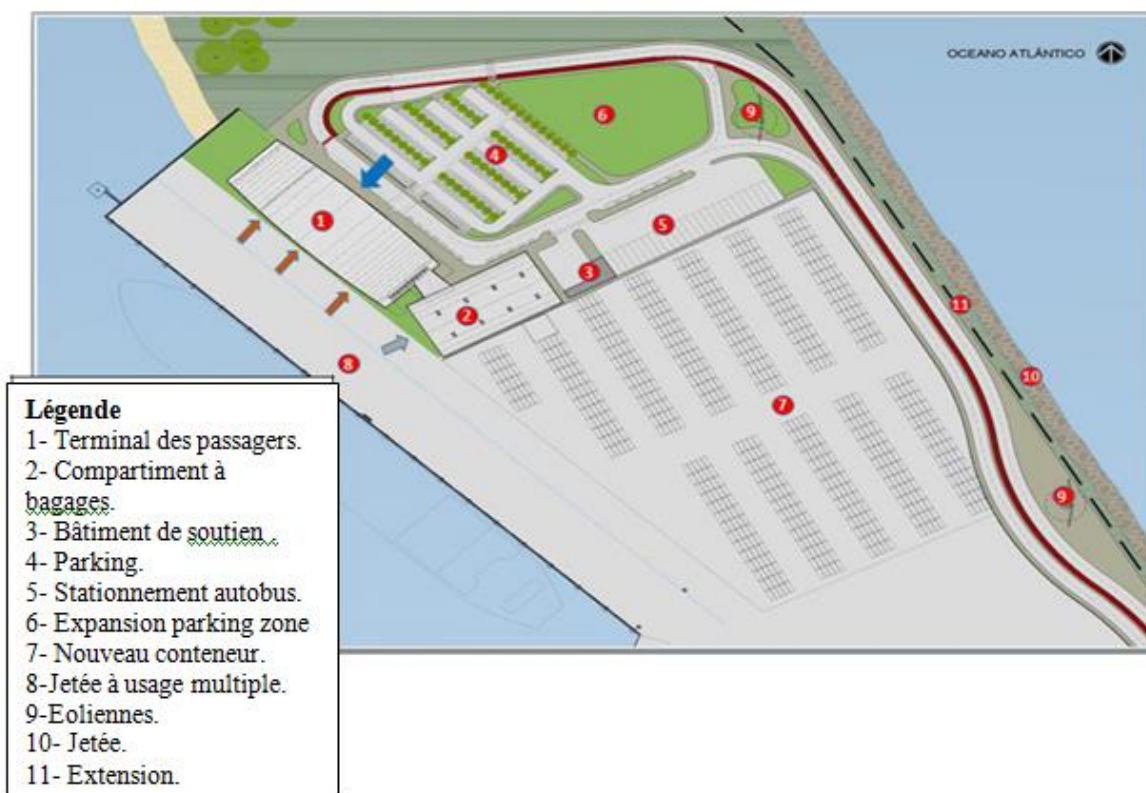 OCEANO ATLÂNTICO
9
6
4
1
5
3
2
11
8
10
7
9
Légende
1- Terminal des passagers.
2- Compartiment à
bagages.
3- Bâtiment de soutien .
4- Parking.
5- Stationnement autobus.
6- Expansion parking zone
7- Nouveau conteneur.
8-Jetée à usage multiple.
9-Eoliennes.
10- Jetée.
11- Extension.